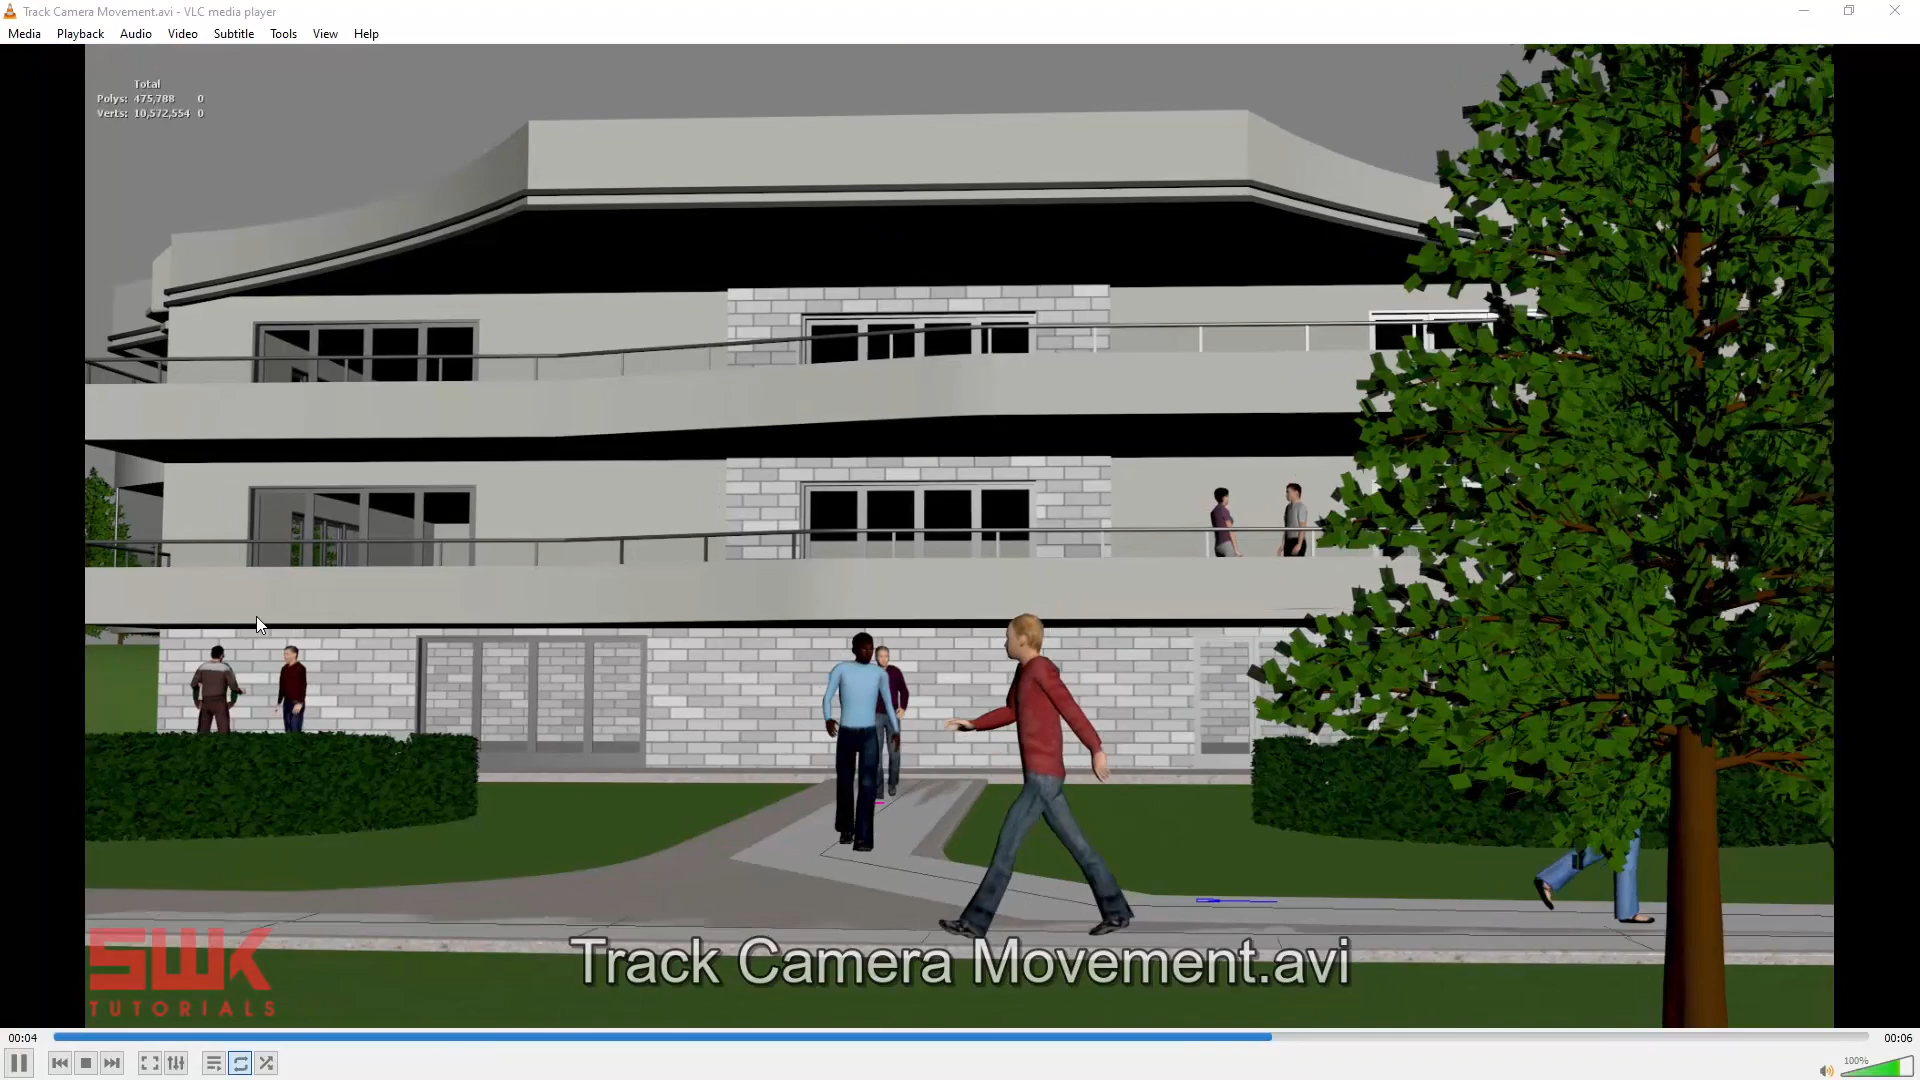 Track Camera Movement.avi - VLC media player
Media Playback Audio Video Subtitle Tools View Help
Total
Polys: 475,788 0
Verts: 10,572,554 0
SWK
TUTORIALS
Track Camera Movement.avi
00:04
00:06
100%